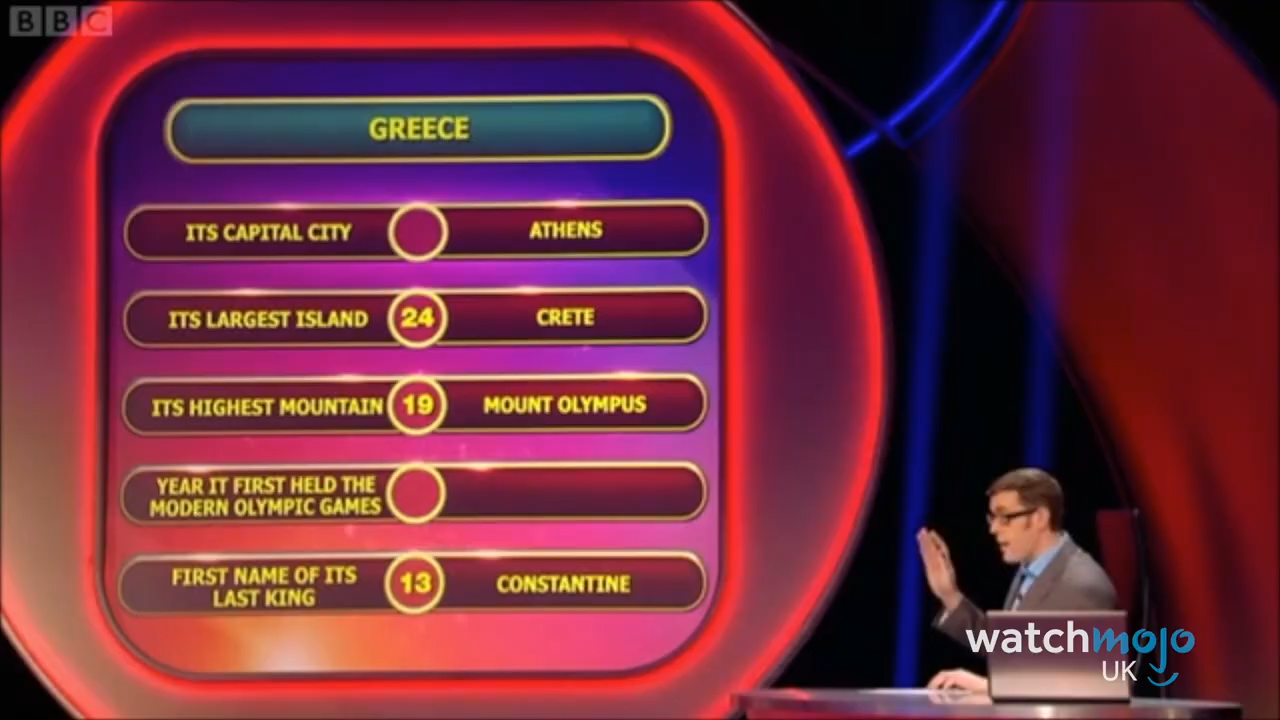 BBC
GREECE
ITS CAPITAL CITY
ATHENS
ITS LARGEST ISLAND
24
CRETE
ITS HIGHEST MOUNTAIN
19
MOUNT OLYMPUS
YEAR IT FIRST HELD THE
MODERN OLYMPIC GAMES
FIRST NAME OF ITS
LAST KING
13
CONSTANTINE
watchmojo
UK